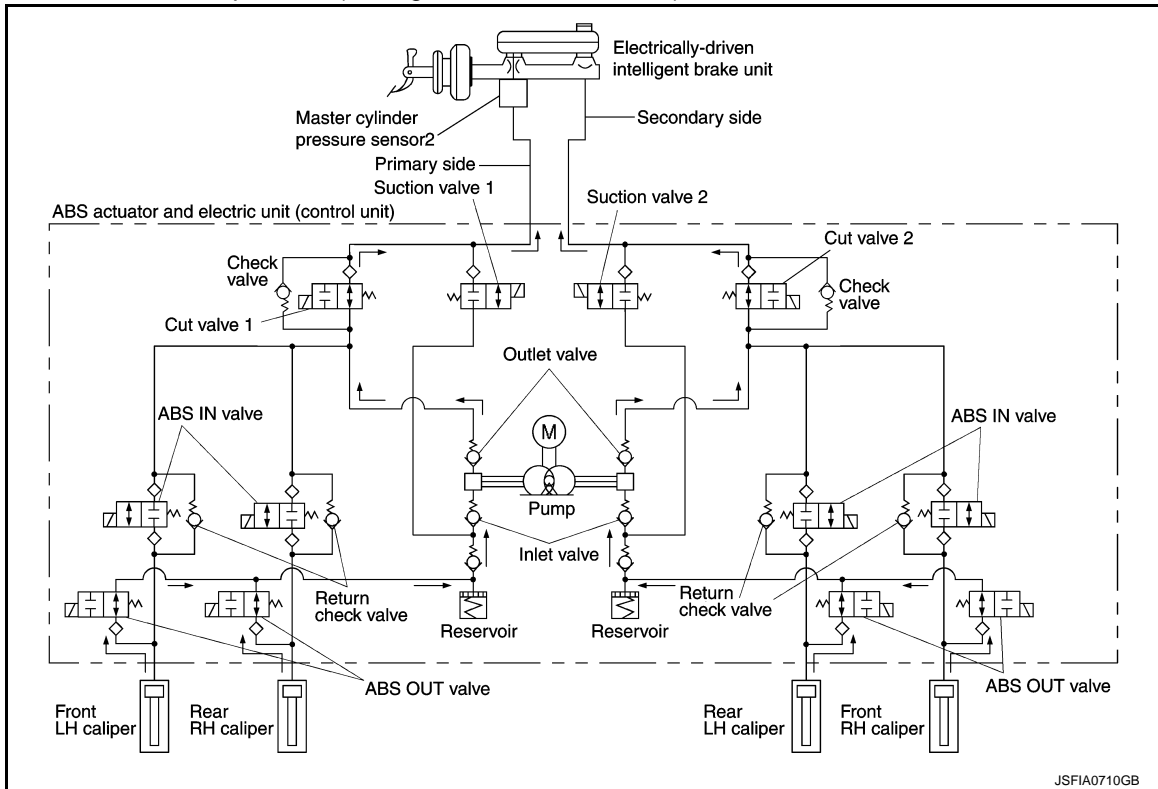 Electrically-driven
intelligent brake unit
Master cylinder
pressure sensor2
Secondary side
Primary side
Suction valve 1
Suction valve 2
ABS actuator and electric unit (control unit)
Cut valve 2
Check
valve
Check
valve
Cut valve 1
Outlet valve
ABS IN valve
ABS IN valve
M
Pump
Inlet valve
Return
check valve
Return
check valve
Reservoir
Reservoir
ABS OUT valve
ABS OUT valve
Front
LH caliper
Rear
RH caliper
Rear
LH caliper
Front
RH caliper
JSFIA0710GB